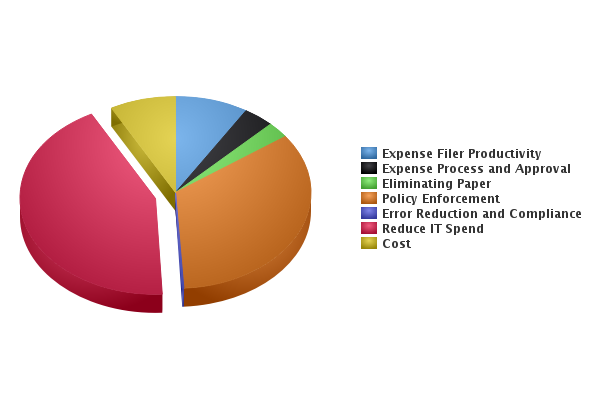 Expense Filer Productivity
Expense Process and Approval
Eliminating Paper
Policy Enforcement
Error Reduction and Compliance
Reduce IT Spend
Cost